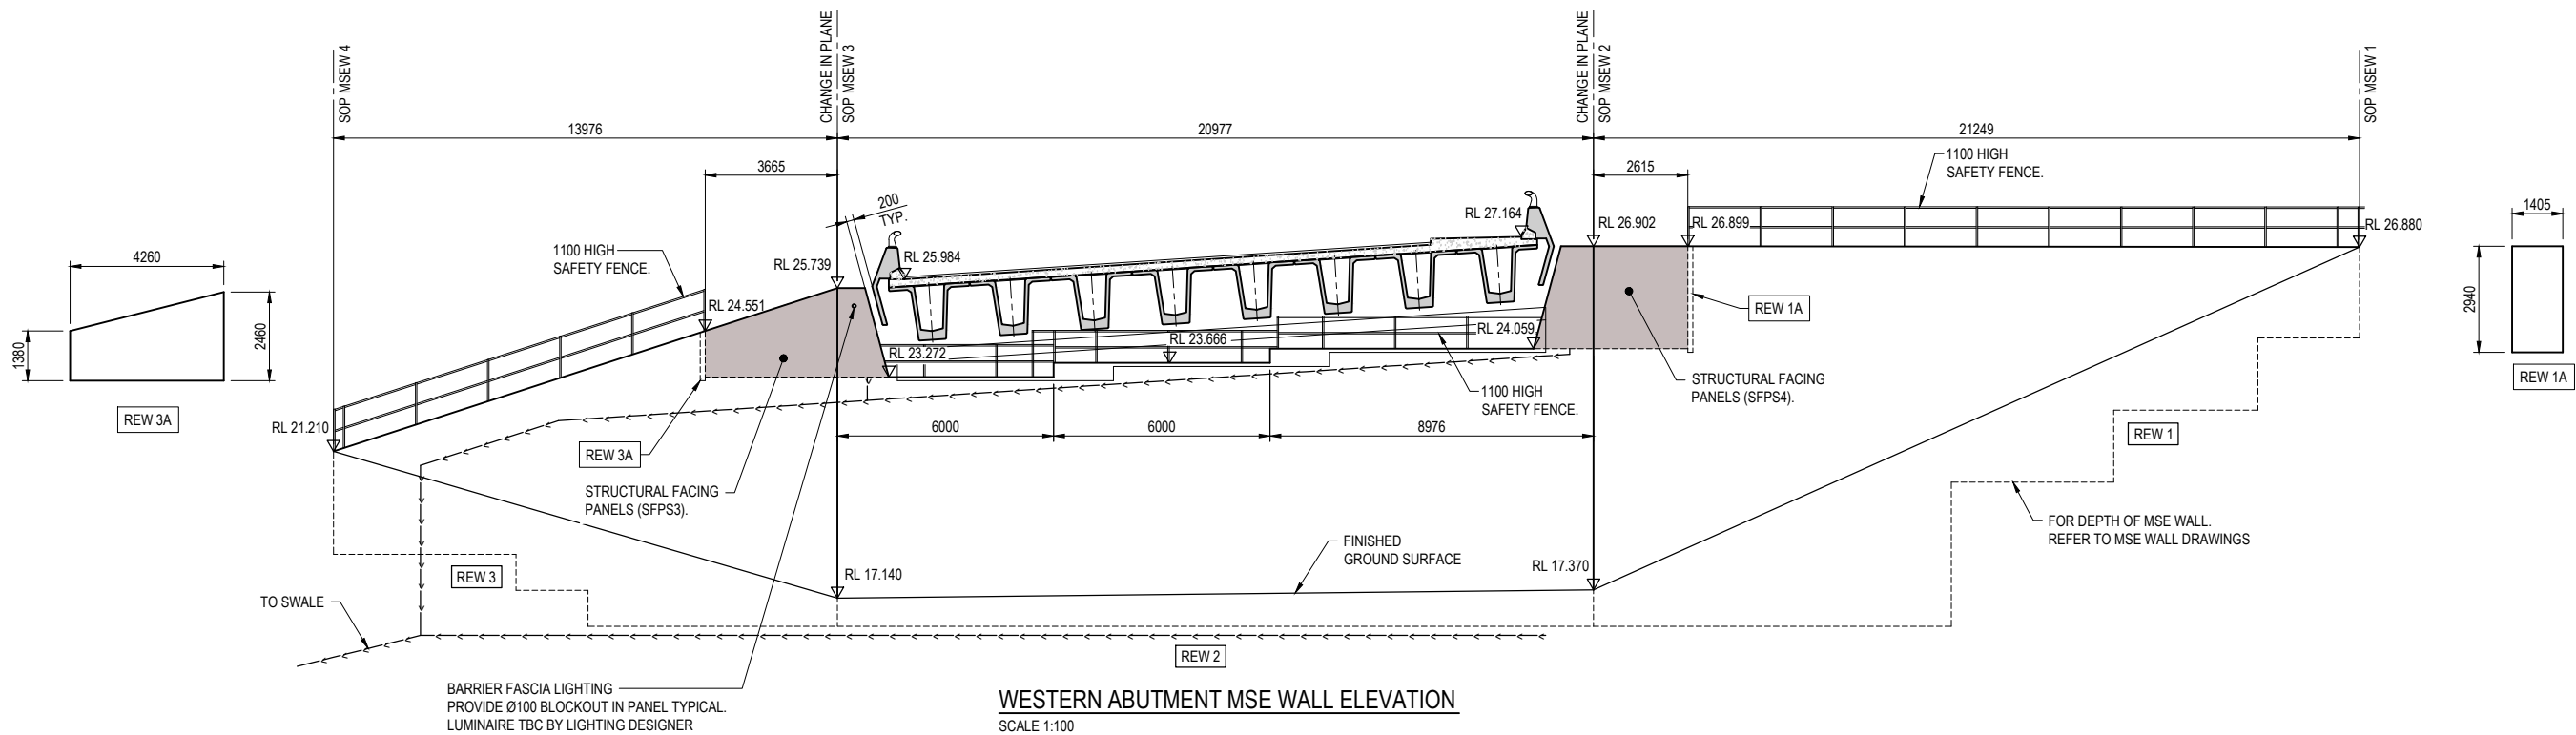 SOP MSEW 4
CHANGE IN PLANE
SOP MSEW 3
CHANGE IN PLANE
SOP MSEW 2
SOP MSEW 1
13976
20977
21249
3665
2615
200
TYP.
1100 HIGH
SAFETY FENCE.
1100 HIGH
SAFETY FENCE.
RL 27.164
RL 26.902
RL 26.899
RL 26.880
1405
4260
RL 25.739
RL 25.984
2940
1380
2460
RL 24.551
REW 1A
RL 24.059
RL 23.666
RL 23.272
REW 3A
REW 1A
1100 HIGH
SAFETY FENCE.
STRUCTURAL FACING
PANELS (SFPS4).
RL 21.210
6000
6000
8976
REW 1
REW 3A
STRUCTURAL FACING
PANELS (SFPS3).
FOR DEPTH OF MSE WALL.
REFER TO MSE WALL DRAWINGS
FINISHED
GROUND SURFACE
REW 3
RL 17.140
RL 17.370
TO SWALE
REW 2
BARRIER FASCIA LIGHTING
PROVIDE Ø100 BLOCKOUT IN PANEL TYPICAL.
LUMINAIRE TBC BY LIGHTING DESIGNER
WESTERN ABUTMENT MSE WALL ELEVATION
SCALE 1:100